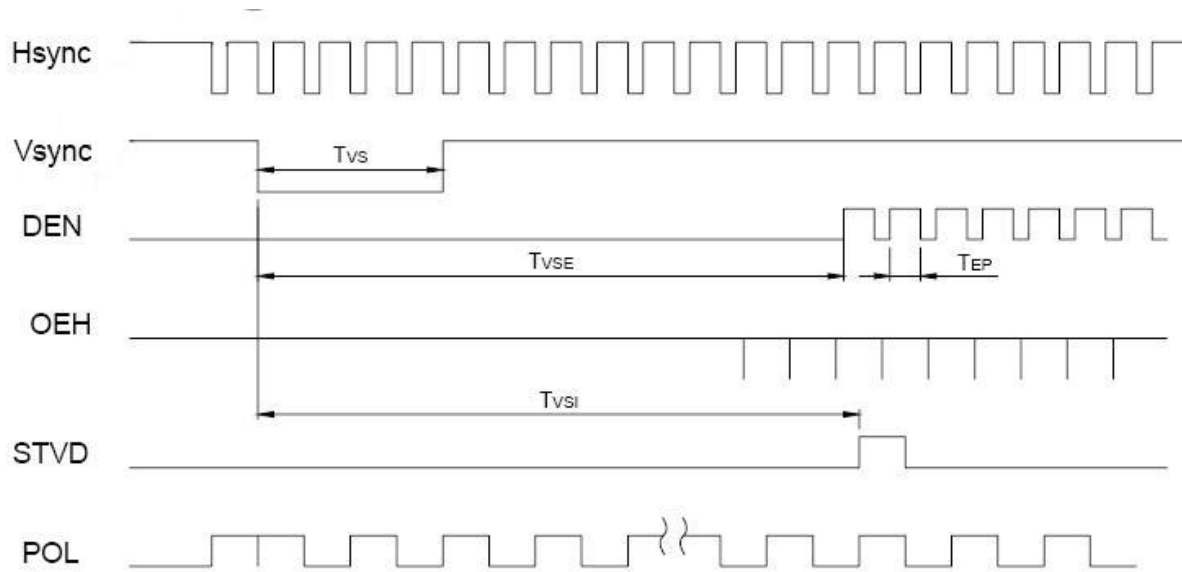 Hsync
Vsync
TVS
DEN
TVSE
TEP
OEH
TVSI
STVD
POL